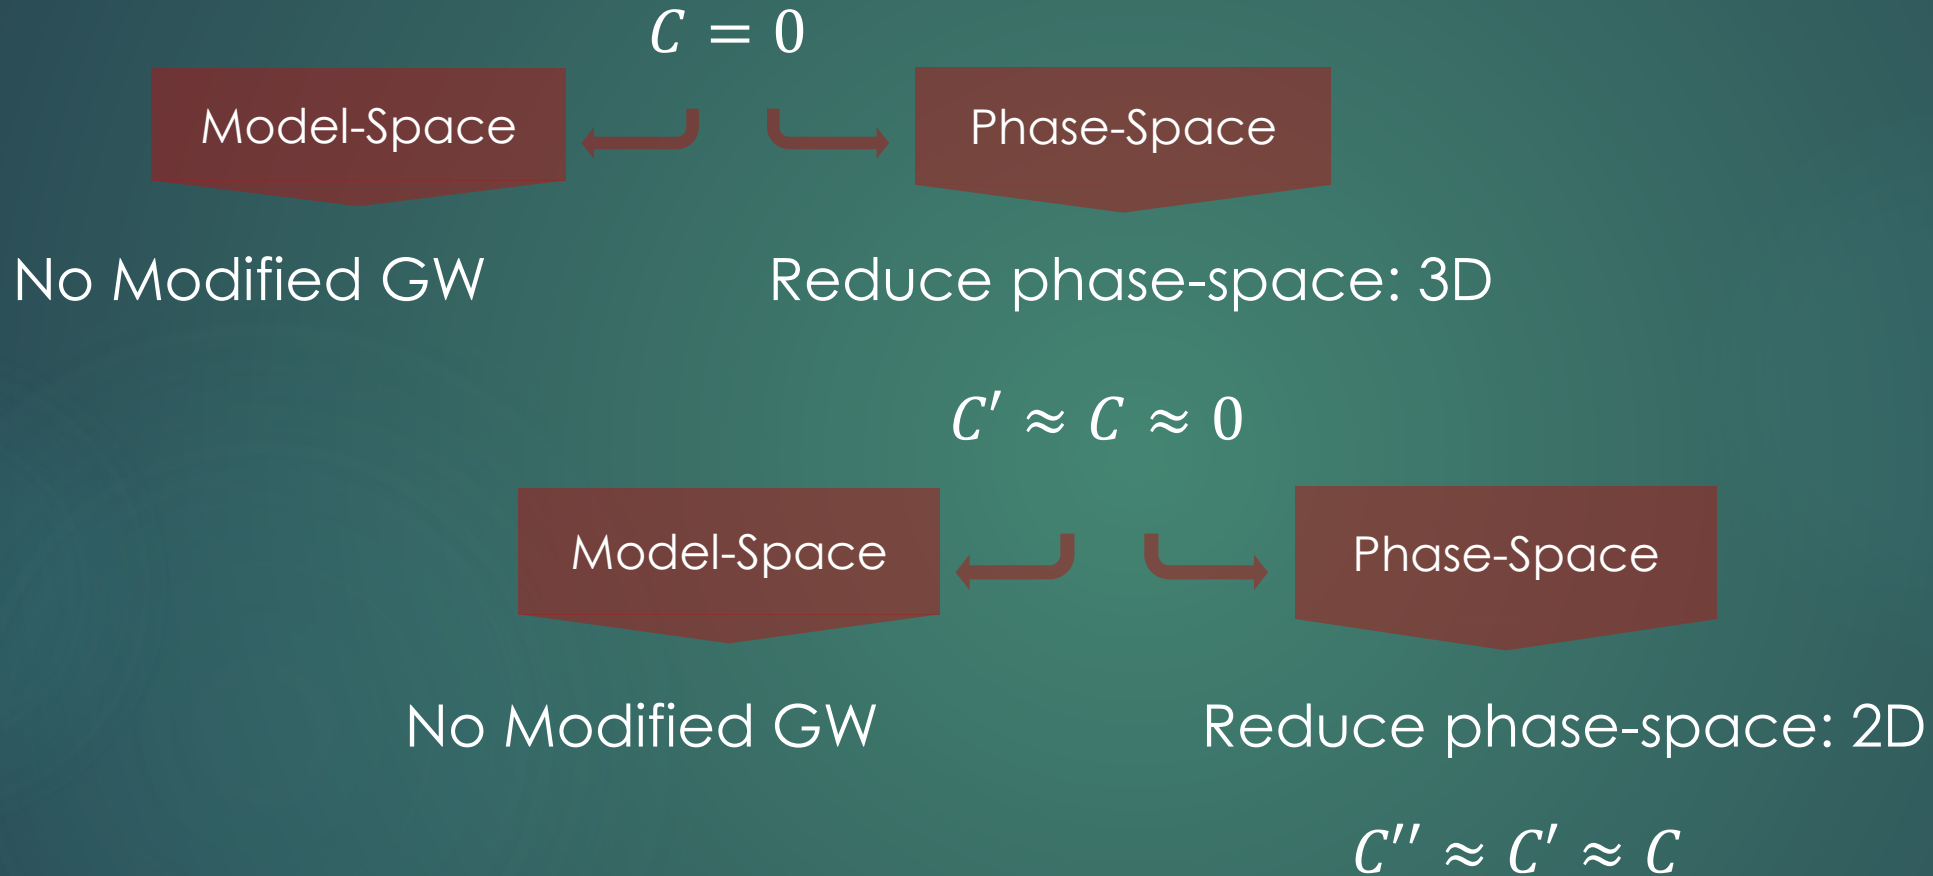 C = 0
Model-Space
Phase-Space
No Modified GW
Reduce phase-space: 3D
C′ ≈ C ≈ 0
Model-Space
Phase-Space
No Modified GW
Reduce phase-space: 2D
C′′ ≈ C′ ≈ C